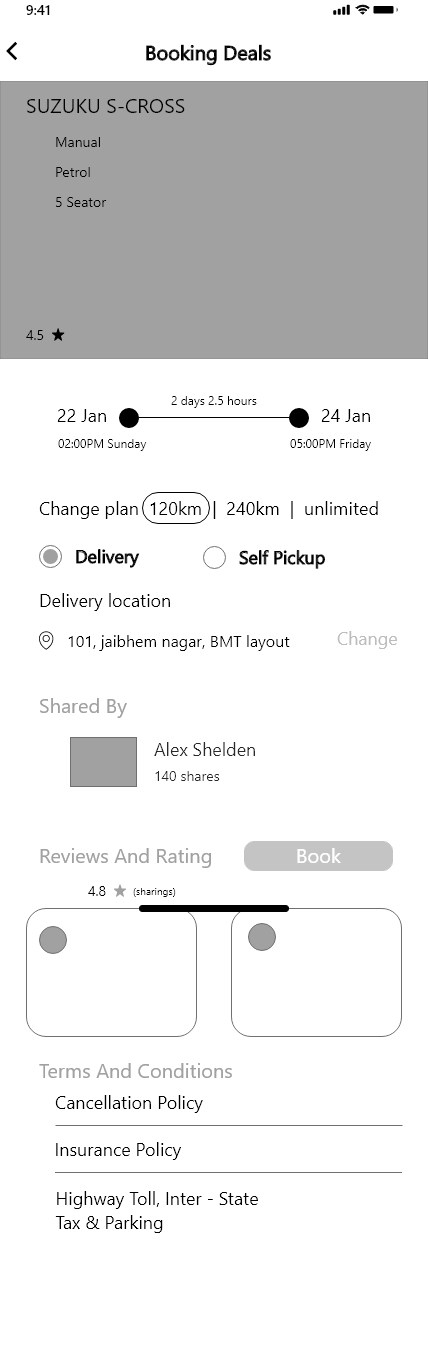 9:41
Booking Deals
SUZUKU S-CROSS
Manual
Petrol
5 Seator
4.5
2 days 2.5 hours
22 Jan 24 Jan
02:00PM Sunday 05:00PM Friday
Change plan 120km | 240km | unlimited
Delivery Self Pickup
Delivery location
101, jaibhem nagar, BMT layout Change
Shared By
Alex Shelden
140 shares
Reviews And Rating Book
4.8 (sharings)
Terms And Conditions
Cancellation Policy
Insurance Policy
Highway Toll, Inter - State
Tax & Parking